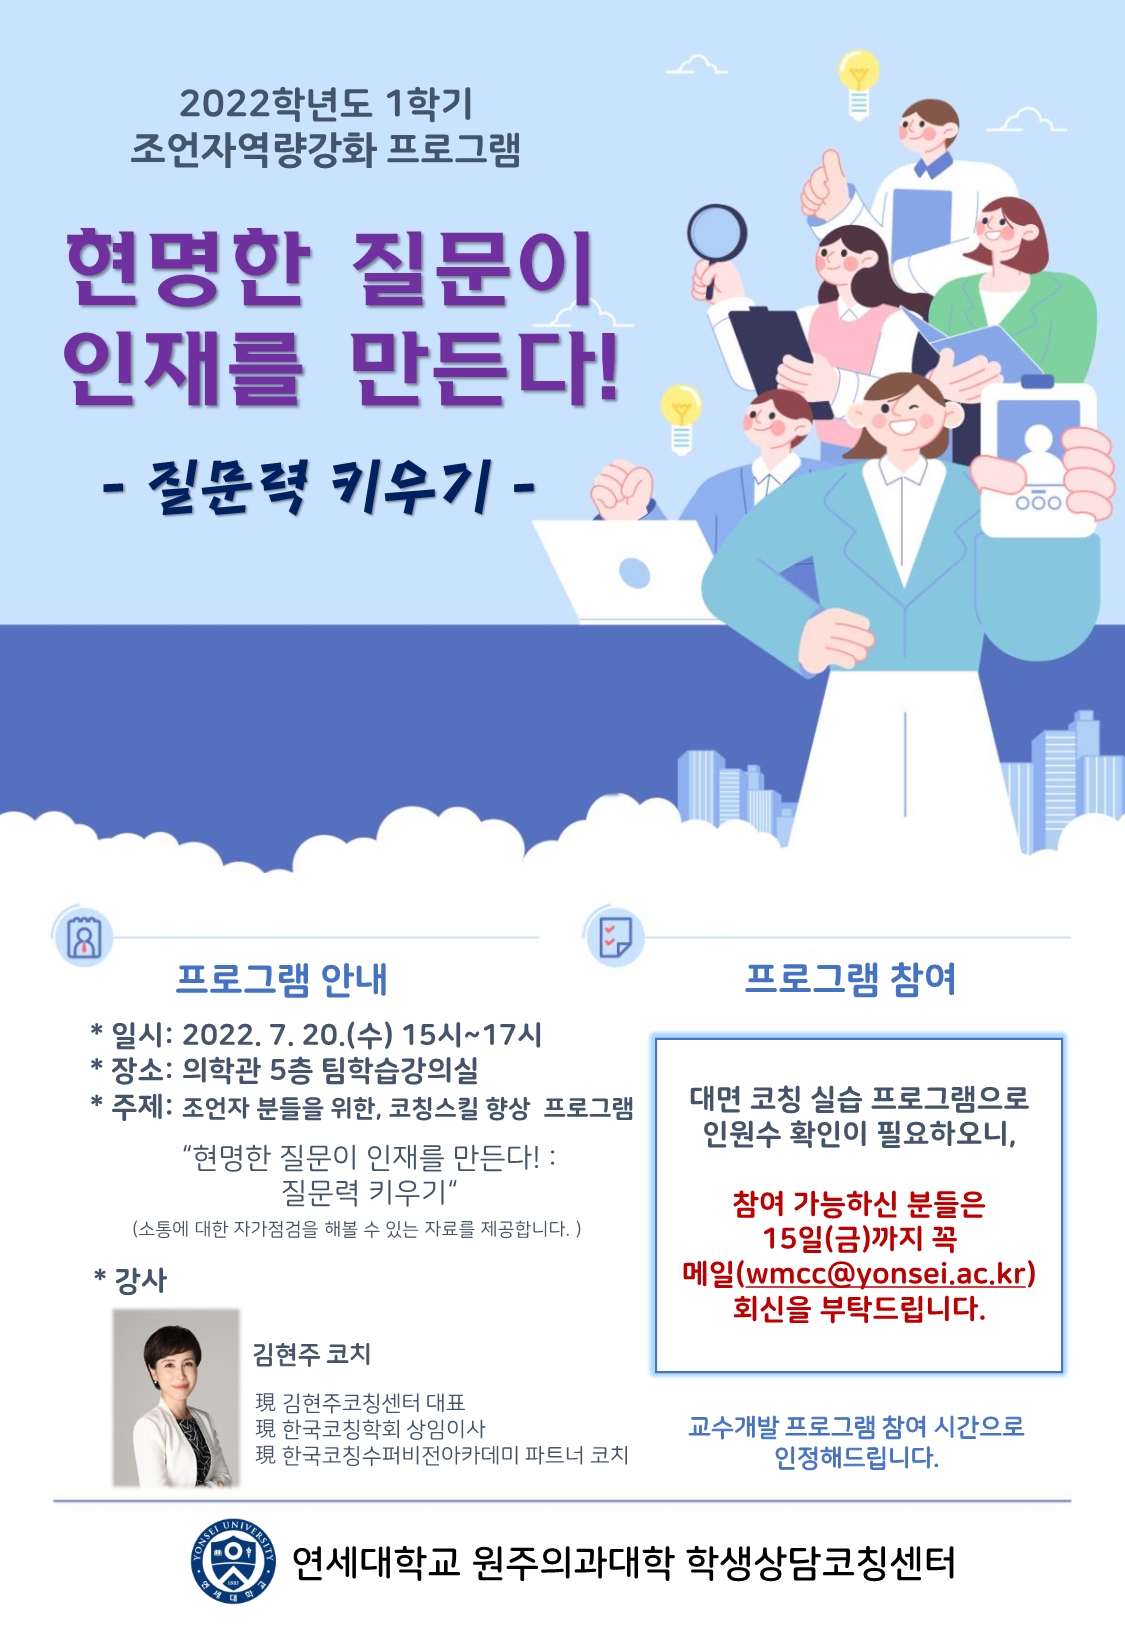 2022학년도 1학기
조언자역량강화 프로그램
현명한 질문이
인재를 만든다!
- 질문력 키우기 -
프로그램 안내
* 일시: 2022. 7. 20.(수) 15시~17시
* 장소: 의학관 5층 팀학습강의실
* 주제: 조언자 분들을 위한, 코칭스킬 향상 프로그램
“현명한 질문이 인재를 만든다! :
질문력 키우기“
(소통에 대한 자가점검을 해볼 수 있는 자료를 제공합니다. )
* 강사
김현주 코치
現 김현주코칭센터 대표
現 한국코칭학회 상임이사
現 한국코칭수퍼비전아카데미 파트너 코치
프로그램 참여
대면 코칭 실습 프로그램으로
인원수 확인이 필요하오니,
참여 가능하신 분들은
15일(금)까지 꼭
메일(wmcc@yonsei.ac.kr)
회신을 부탁드립니다.
교수개발 프로그램 참여 시간으로
인정해드립니다.
YONSEI UNIVERSITY
1885
연세대학교
연세대학교 원주의과대학 학생상담코칭센터